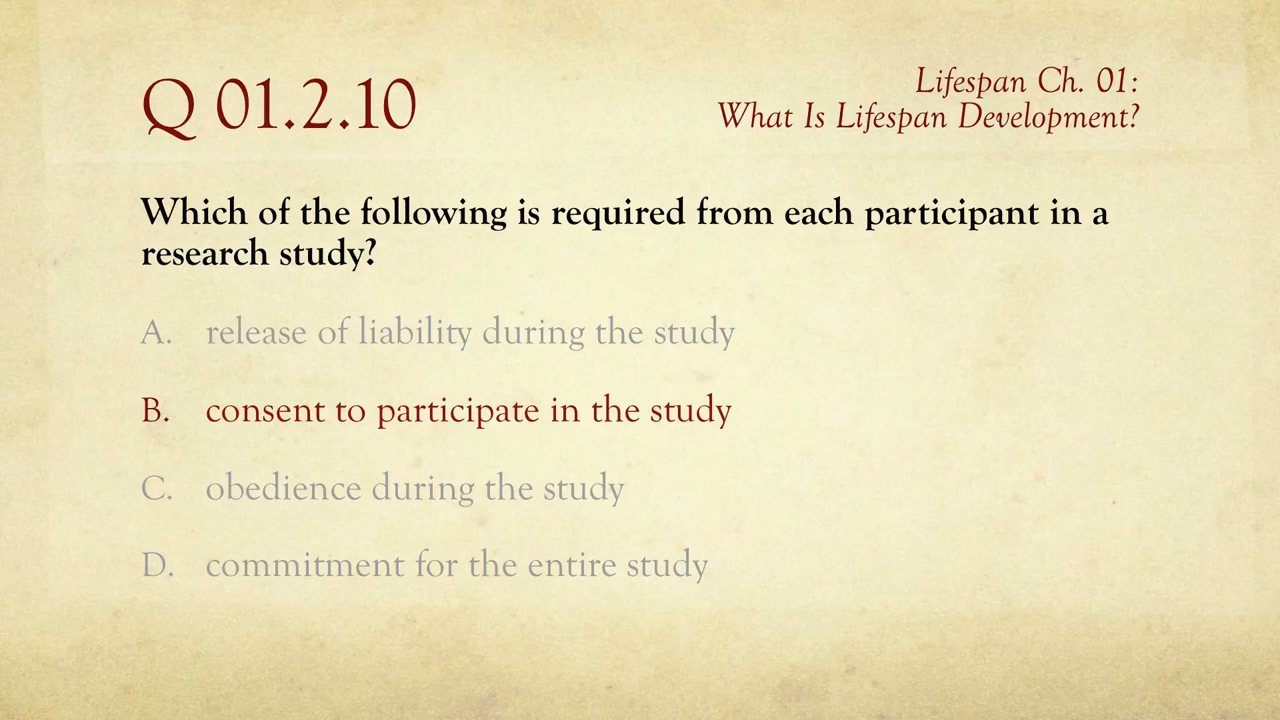 Q 01.2.10
Lifespan Ch. 01:
What Is Lifespan Development?
Which of the following is required from each participant in a
research study?
A. release of liability during the study
B. consent to participate in the study
C. obedience during the study
D. commitment for the entire study